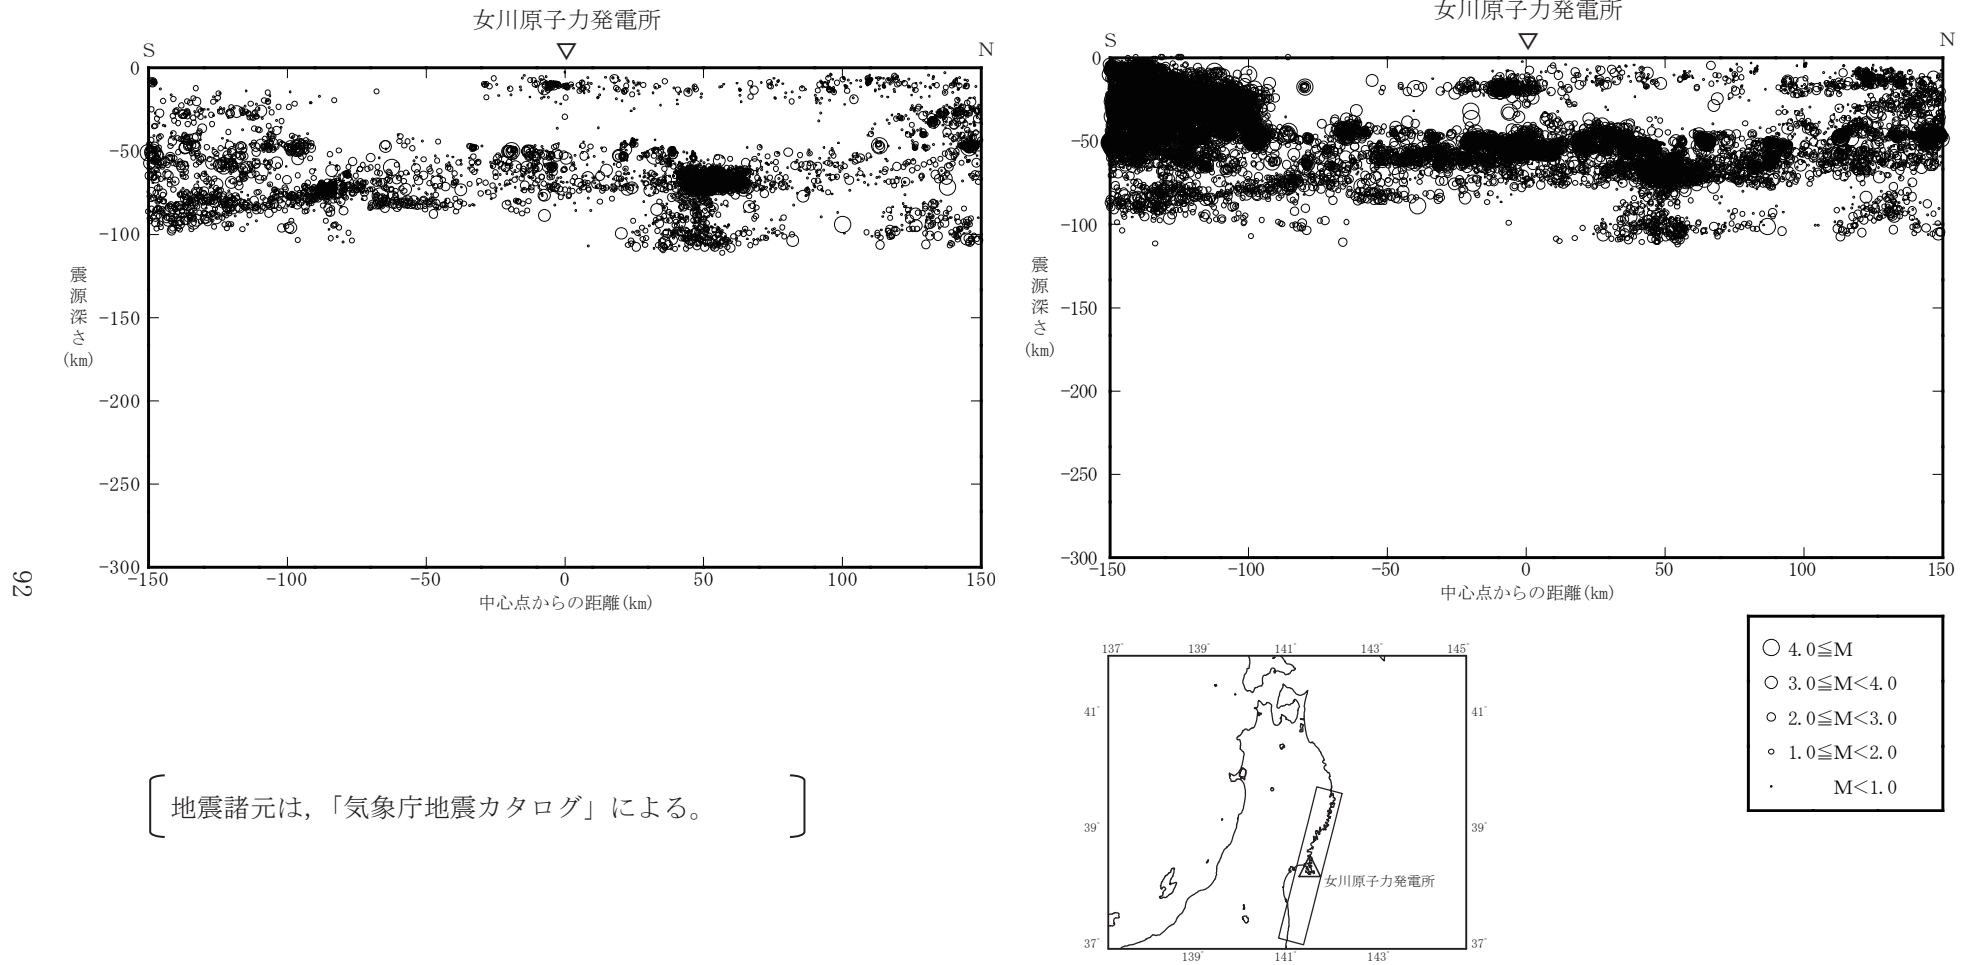 女川原子力発電所
S
N
0
-50
-100
-150
-200
-250
-300
震源深さ(km)
-150
-100
-50
0
50
100
150
中心点からの距離(km)
女川原子力発電所
S
N
0
-50
-100
-150
-200
-250
-300
震源深さ(km)
-150
-100
-50
0
50
100
150
中心点からの距離(km)
92
4.0≦M
3.0≦M<4.0
2.0≦M<3.0
1.0≦M<2.0
M<1.0
137°
139°
141°
143°
145°
41°
41°
39°
39°
女川原子力発電所
37°
37°
139°
141°
143°
地震諸元は,「気象庁地震カタログ」による。